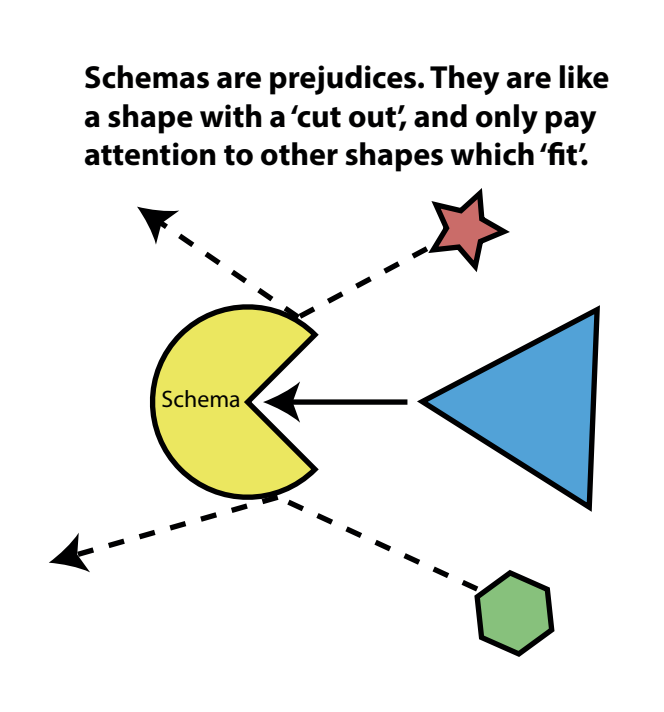 Schemas are prejudices. They are like
a shape with a ‘cut out’, and only pay
attention to other shapes which ‘fit’.
Schema